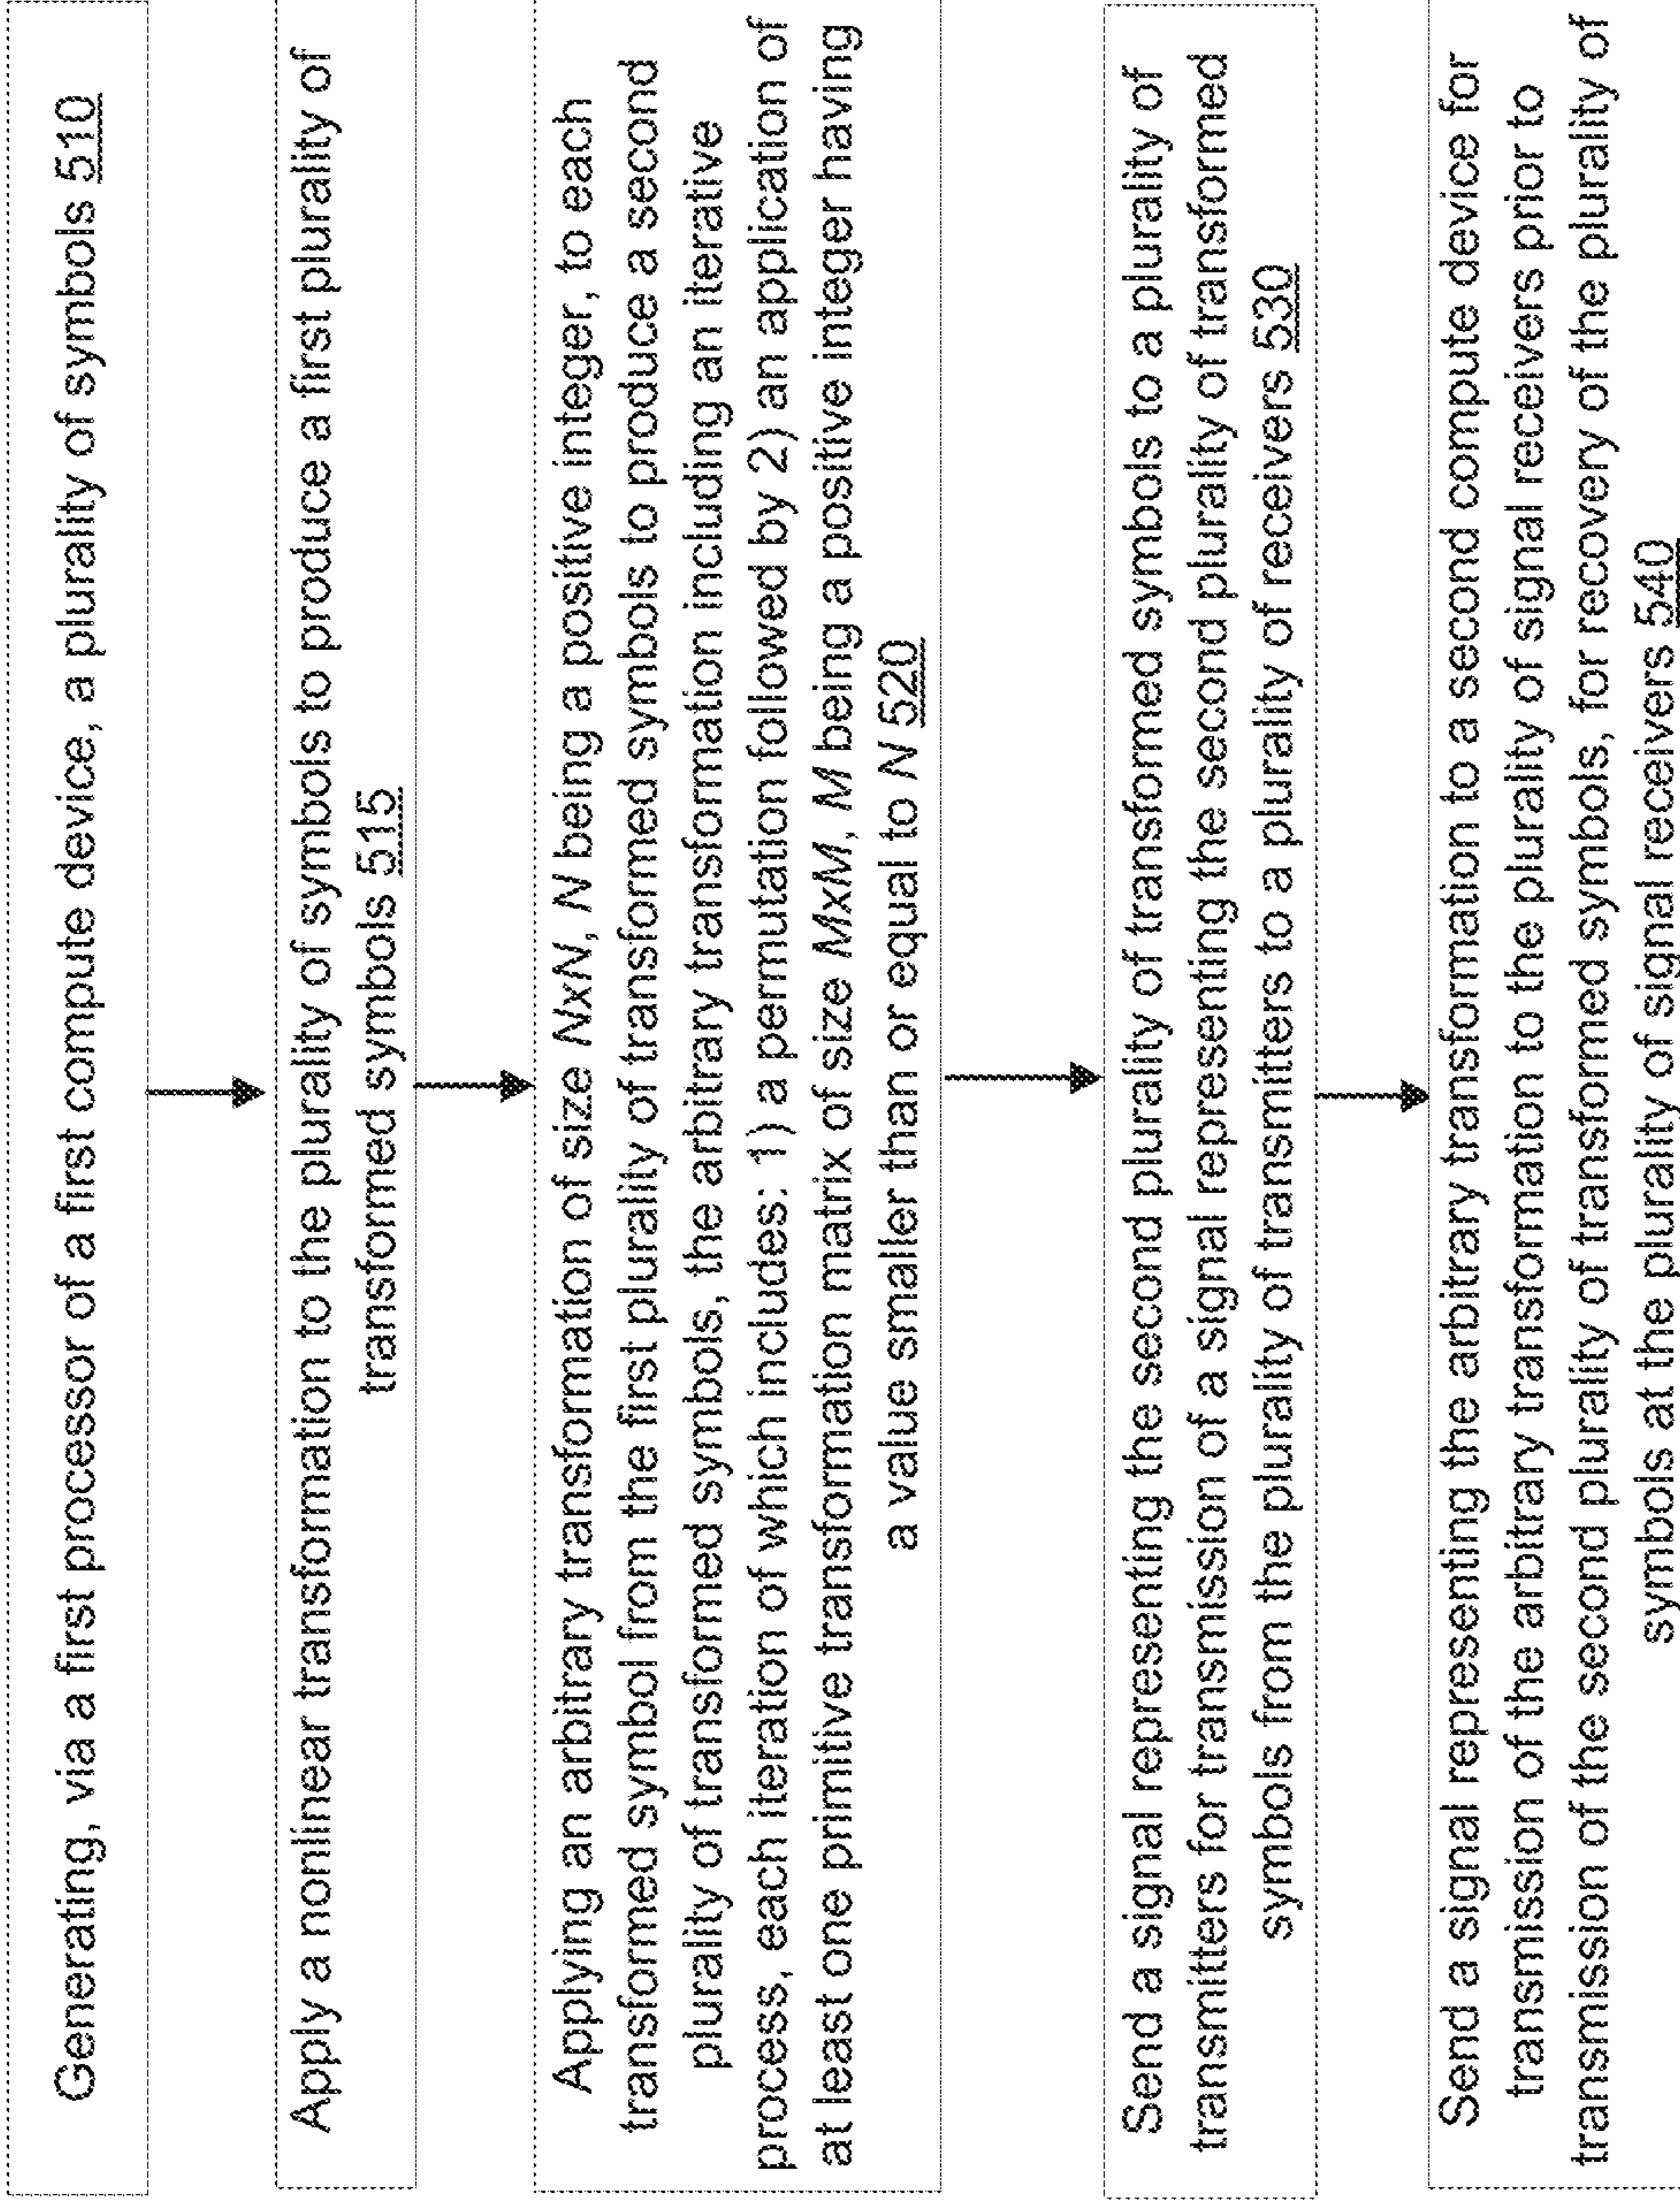 Generating, via a first processor of a first compute device, a plurality of symbols 510
Apply a nonlinear transformation to the plurality of symbols to produce a first plurality of
transformed symbols 515
Applying an arbitrary transformation of size NxN, N being a positive integer, to each
transformed symbol from the first plurality of transformed symbols to produce a second
plurality of transformed symbols, the arbitrary transformation including an iterative
process, each iteration of which includes: 1) a permutation followed by 2) an application of
at least one primitive transformation matrix of size MxM, M being a positive integer having
a value smaller than or equal to N 520
Send a signal representing the second plurality of transformed symbols to a plurality of
transmitters for transmission of a signal representing the second plurality of transformed
symbols from the plurality of transmitters to a plurality of receivers 530
Send a signal representing the arbitrary transformation to a second compute device for
transmission of the arbitrary transformation to the plurality of signal receivers prior to
transmission of the second plurality of transformed symbols, for recovery of the plurality of
symbols at the plurality of signal receivers 540